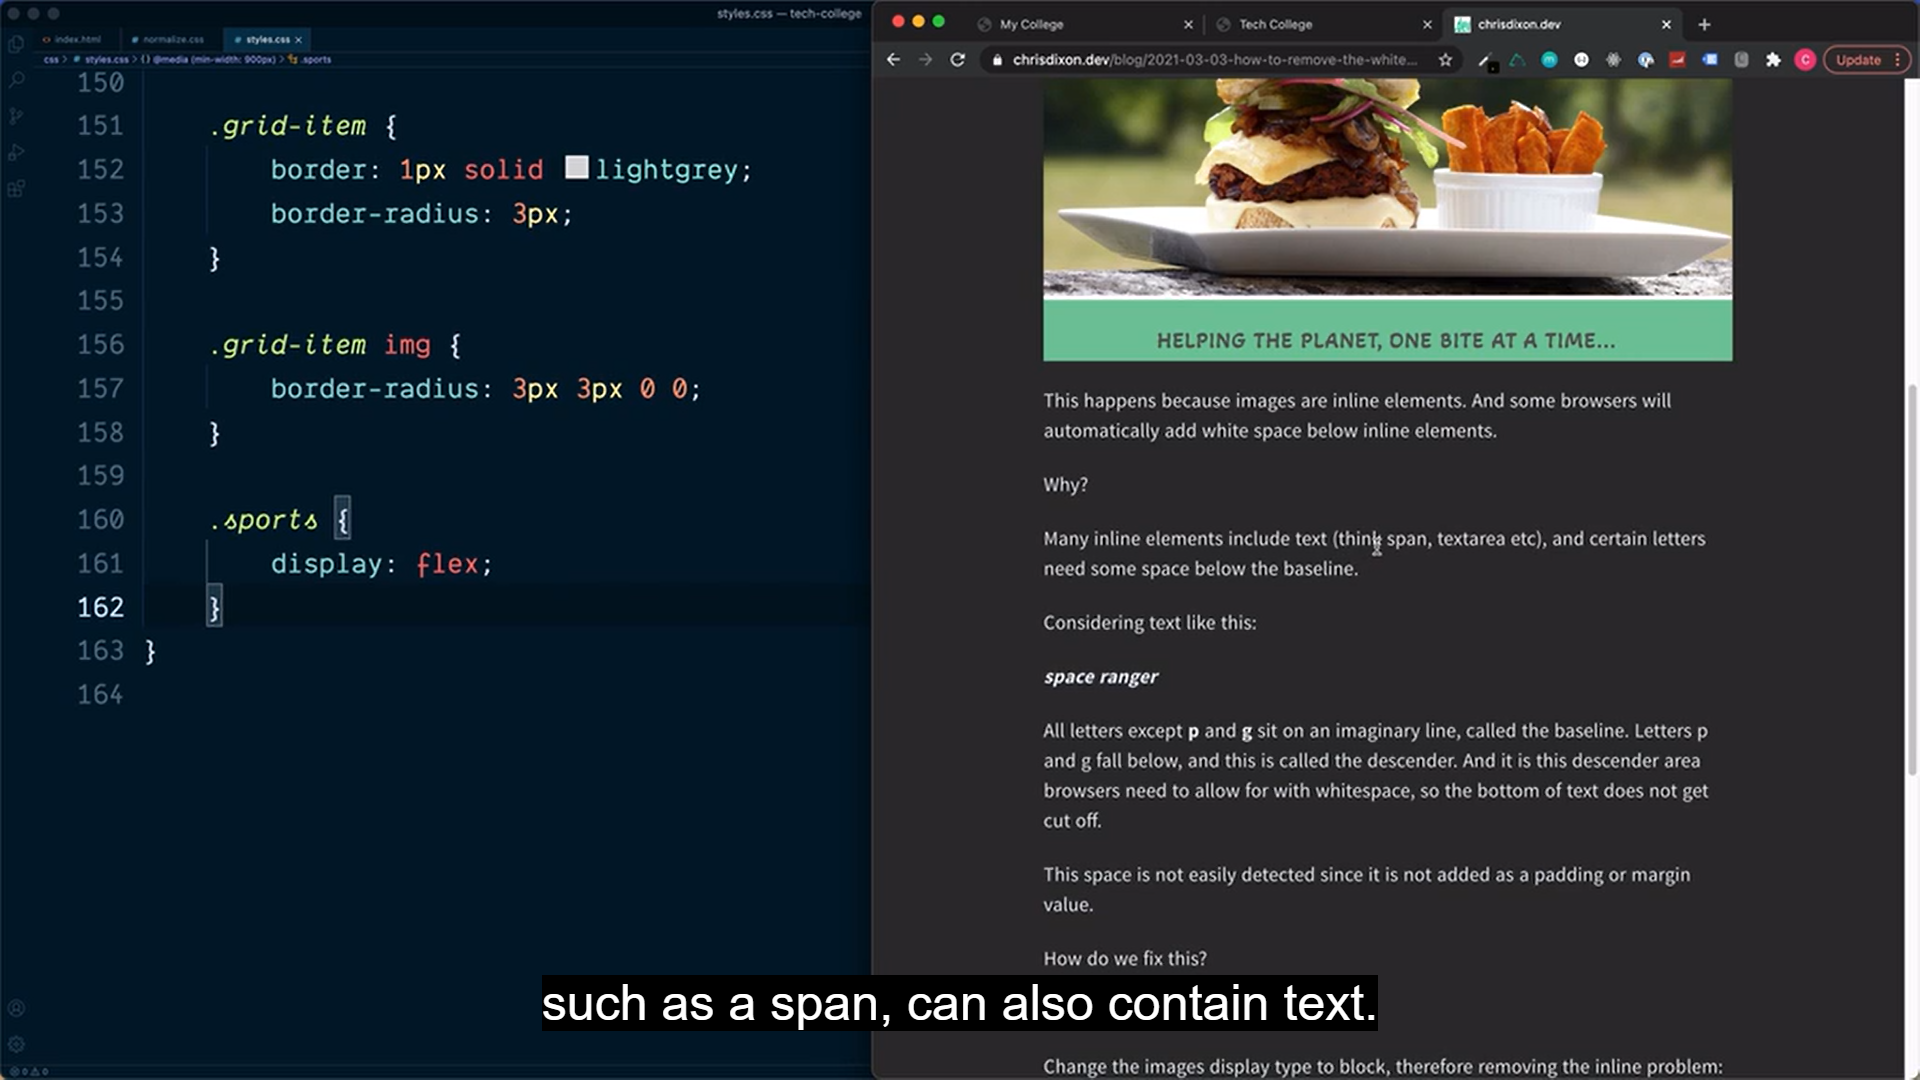 styles.css — tech-college
index.html
normalize.css
styles.css
css > styles.css > {} @media (min-width: 900px) > .sports
150
151 .grid-item {
152 border: 1px solid lightgrey;
153 border-radius: 3px;
154 }
155
156 .grid-item img {
157 border-radius: 3px 3px 0 0;
158 }
159
160 .sports {
161 display: flex;
162 }
163 }
164
My College
Tech College
chrisdixon.dev
chrisdixon.dev/blog/2021-03-03-how-to-remove-the-white...
C
Update
HELPING THE PLANET, ONE BITE AT A TIME...
This happens because images are inline elements. And some browsers will
automatically add white space below inline elements.
Why?
Many inline elements include text (think span, textarea etc), and certain letters
need some space below the baseline.
Considering text like this:
space ranger
All letters except p and g sit on an imaginary line, called the baseline. Letters p
and g fall below, and this is called the descender. And it is this descender area
browsers need to allow for with whitespace, so the bottom of text does not get
cut off.
This space is not easily detected since it is not added as a padding or margin
value.
How do we fix this?
such as a span, can also contain text.
Change the images display type to block, therefore removing the inline problem: